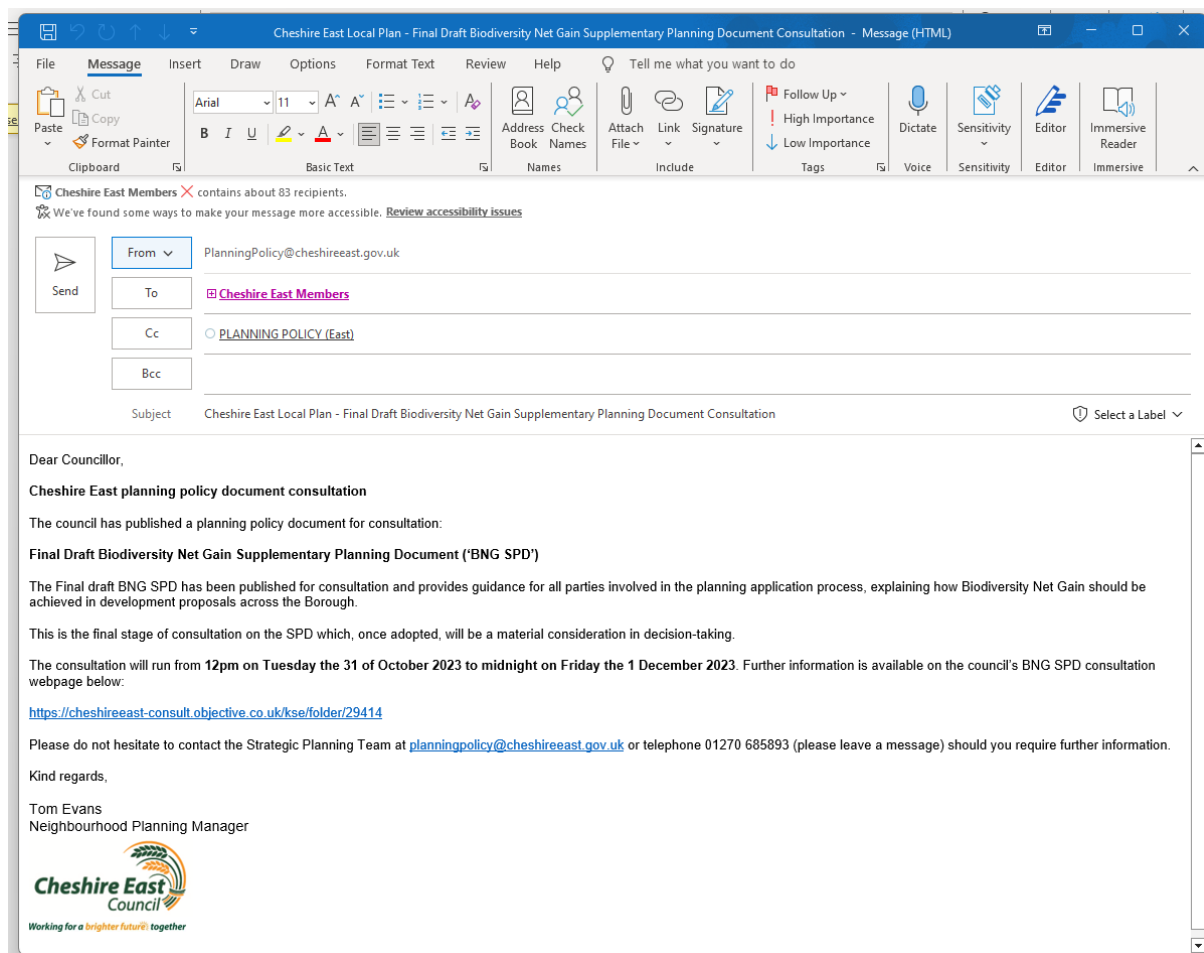 Cheshire East Local Plan - Final Draft Biodiversity Net Gain Supplementary Planning Document Consultation - Message (HTML)
File Message Insert Draw Options Format Text Review Help Tell me what you want to do
Paste
Cut
Copy
Format Painter
Clipboard
Arial 11
B I U A
Basic Text
Address Book
Check Names
Names
Attach File
Link
Signature
Include
Follow Up
High Importance
Low Importance
Tags
Dictate
Voice
Sensitivity
Sensitivity
Editor
Editor
Immersive Reader
Immersive
Cheshire East Members contains about 83 recipients.
We've found some ways to make your message more accessible. Review accessibility issues
Send
From PlanningPolicy@cheshireeast.gov.uk
To Cheshire East Members
Cc PLANNING POLICY (East)
Bcc
Subject Cheshire East Local Plan - Final Draft Biodiversity Net Gain Supplementary Planning Document Consultation Select a Label
Dear Councillor,
Cheshire East planning policy document consultation
The council has published a planning policy document for consultation:
Final Draft Biodiversity Net Gain Supplementary Planning Document (‘BNG SPD’)
The Final draft BNG SPD has been published for consultation and provides guidance for all parties involved in the planning application process, explaining how Biodiversity Net Gain should be
achieved in development proposals across the Borough.
This is the final stage of consultation on the SPD which, once adopted, will be a material consideration in decision-taking.
The consultation will run from 12pm on Tuesday the 31 of October 2023 to midnight on Friday the 1 December 2023. Further information is available on the council’s BNG SPD consultation
webpage below:
https://cheshireeast-consult.objective.co.uk/kse/folder/29414
Please do not hesitate to contact the Strategic Planning Team at planningpolicy@cheshireeast.gov.uk or telephone 01270 685893 (please leave a message) should you require further information.
Kind regards,
Tom Evans
Neighbourhood Planning Manager
Cheshire East
Council
Working for a brighter future together